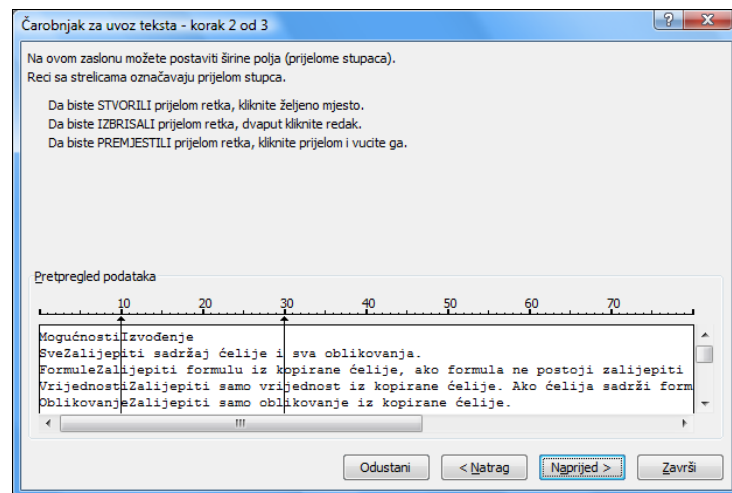 Čarobnjak za uvoz teksta - korak 2 od 3
Na ovom zaslonu možete postaviti širine polja (prijelome stupaca).
Reci sa strelicama označavaju prijelom stupca.
Da biste STVORILI prijelom retka, kliknite željeno mjesto.
Da biste IZBRISALI prijelom retka, dvaput kliknite redak.
Da biste PREMJESTILI prijelom retka, kliknite prijelom i vucite ga.
Pretpregled podataka
10 20 30 40 50 60 70
MogućnostiIzvođenje
SveZalijepiti sadržaj ćelije i sva oblikovanja.
FormuleZalijepiti formulu iz kopirane ćelije, ako formula ne postoji zalijepiti
VrijednostiZalijepiti samo vrijednost iz kopirane ćelije. Ako ćelija sadrži form
OblikovanjeZalijepiti samo oblikovanje iz kopirane ćelije.
Odustani < Natrag Naprijed > Završi